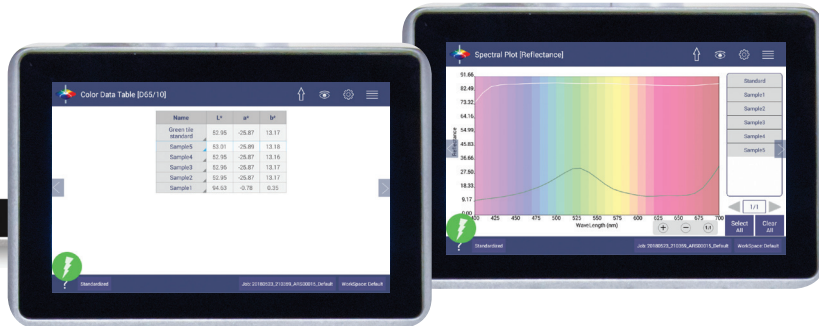 Color Data Table [D65/10]
Name L* a* b*
Green tile
standard 52.95 -25.87 13.17
Sample5 53.01 -25.89 13.18
Sample4 52.95 -25.87 13.16
Sample3 52.95 -25.87 13.17
Sample2 52.95 -25.87 13.17
Sample1 94.63 -0.78 0.35
?
Standardized
Job: 20180523_210359_ARS00015_Default
WorkSpace: Default
Spectral Plot [Reflectance]
91.66
82.49
73.32
64.16
54.99
45.83
36.66
27.50
18.33
9.17
0.00
Reflectance
400 425 450 475 500 525 550 575 600 625 650 675 700
WaveLength (nm)
1:1
Standard
Sample1
Sample2
Sample3
Sample4
Sample5
1/1
Select
All
Clear
All
?
Standardized
Job: 20180523_210359_ARS00015_Default
WorkSpace: Default